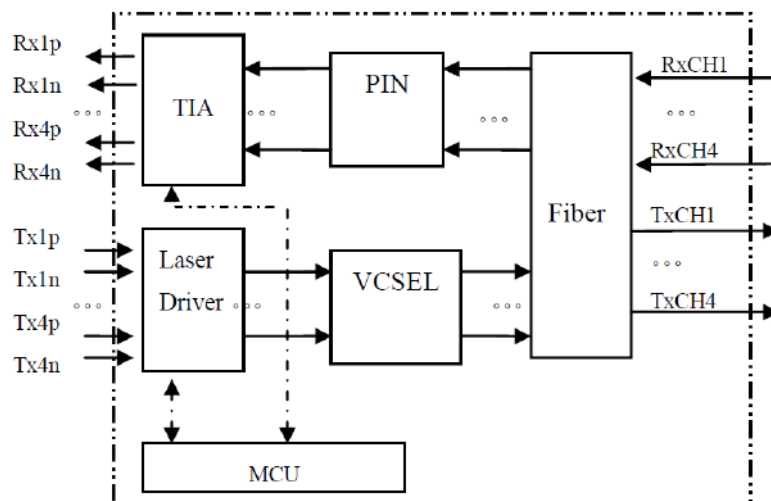 Rx1p
Rx1n
Rx4p
Rx4n
TIA
PIN
Fiber
RxCH1
RxCH4
TxCH1
TxCH4
Tx1p
Tx1n
Tx4p
Tx4n
Laser
Driver
VCSEL
MCU